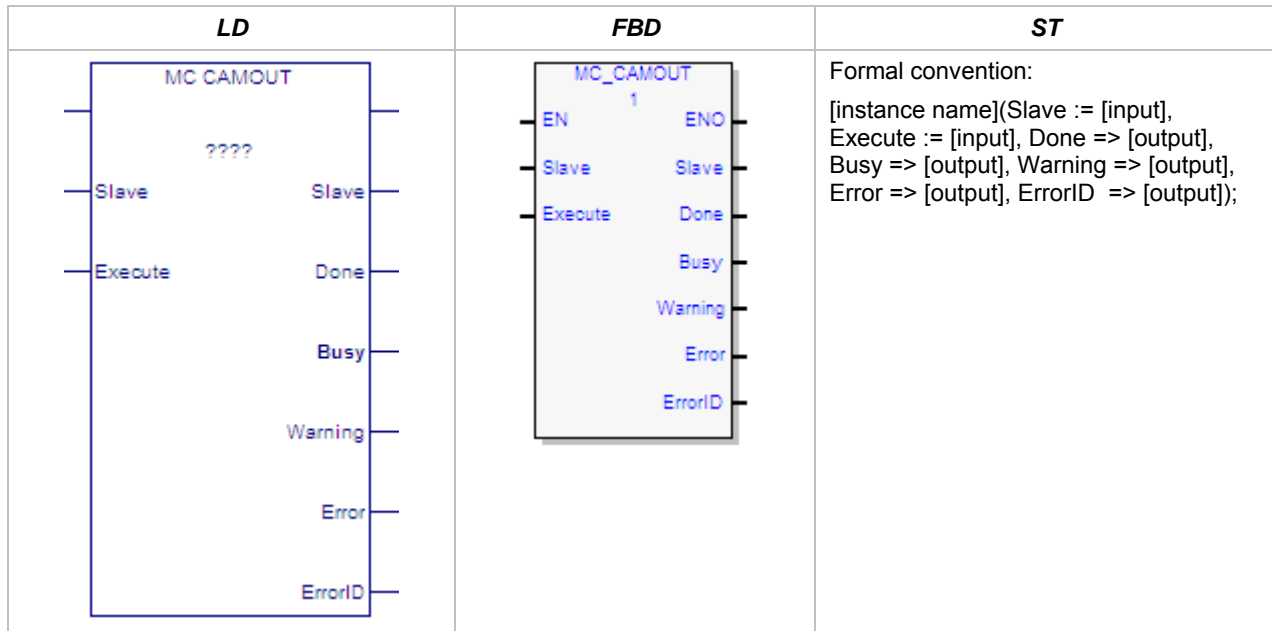 LD
FBD
ST
MC CAMOUT
????
Slave Slave
Execute Done
Busy
Warning
Error
ErrorID
MC_CAMOUT
1
EN ENO
Slave Slave
Execute Done
Busy
Warning
Error
ErrorID
Formal convention:
[instance name](Slave := [input],
Execute := [input], Done => [output],
Busy => [output], Warning => [output],
Error => [output], ErrorID => [output]);